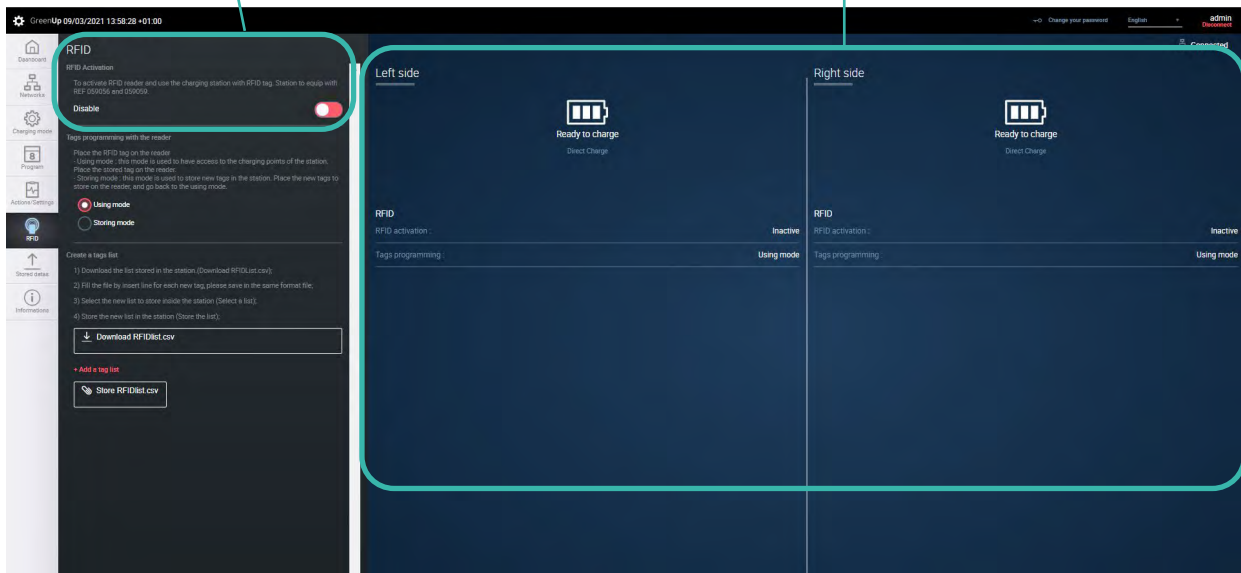 GreenUp 09/03/2021 13:58:28 +01:00
Change your password
English
admin
Disconnect
Connected
Dashboard
Networks
Charging mode
8
Program
Actions/Settings
RFID
Stored datas
Informations
RFID
RFID Activation
To activate RFID reader and use the charging station with RFID tag. Station to equip with
REF 059056 end 059059.
Disable
Tags programming with the reader
Place the RFID tag on the reader
- Using mode : this mode is used to have access to the charging points of the station.
Place the stored tag on the reader.
- Storing mode : this mode is used to store new tags in the station. Place the new tags to
store on the reader, and go back to the using mode.
Using mode
Storing mode
Create a tags list
1) Download the list stored in the station.(Download RFIDList.csv);
2) Fill the file by insert line for each new tag, please save in the same format file;
3) Select the new list to store inside the station (Select a list);
4) Store the new list in the station (Store the list);
Download RFIDlist.csv
+ Add a tag list
Store RFIDlist.csv
Left side
Ready to charge
Direct Charge
RFID
RFID activation : Inactive
Tags programming : Using mode
Right side
Ready to charge
Direct Charge
RFID
RFID activation : Inactive
Tags programming : Using mode